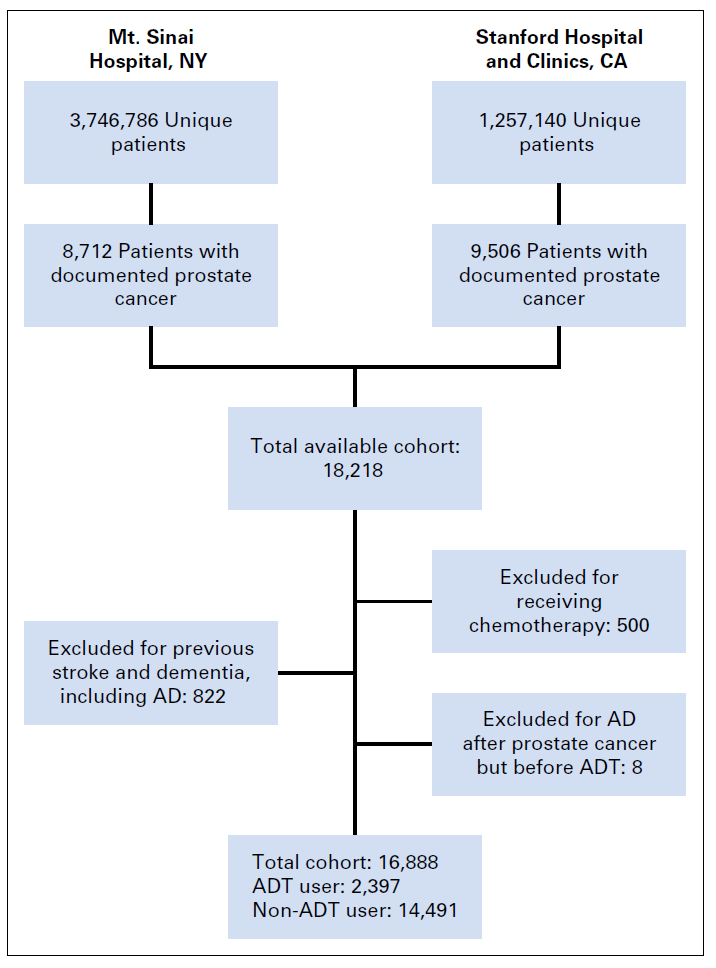 Mt. Sinai
Hospital, NY
Stanford Hospital
and Clinics, CA
3,746,786 Unique
patients
1,257,140 Unique
patients
8,712 Patients with
documented prostate
cancer
9,506 Patients with
documented prostate
cancer
Total available cohort:
18,218
Excluded for
receiving
chemotherapy: 500
Excluded for previous
stroke and dementia,
including AD: 822
Excluded for AD
after prostate cancer
but before ADT: 8
Total cohort: 16,888
ADT user: 2,397
Non-ADT user: 14,491